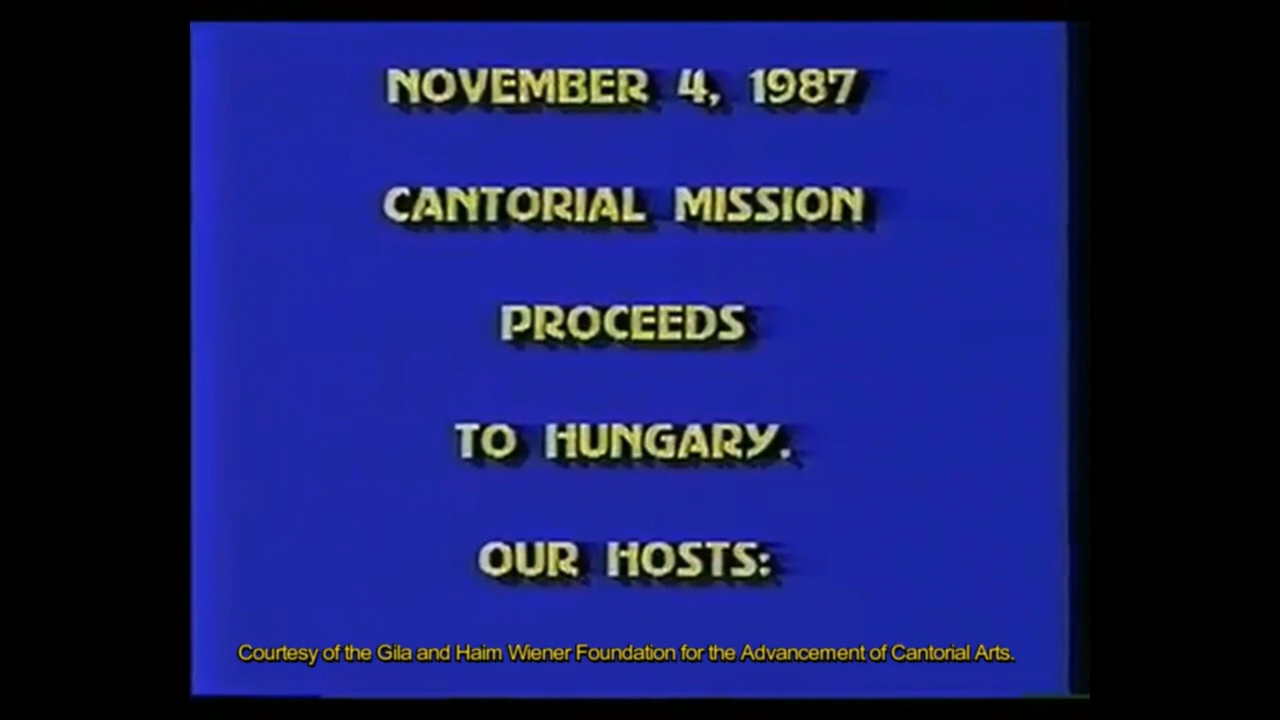 NOVEMBER 4, 1987
CANTORIAL MISSION
PROCEEDS
TO HUNGARY.
OUR HOSTS:
Courtesy of the Gila and Haim Wiener Foundation for the Advancement of Cantorial Arts.